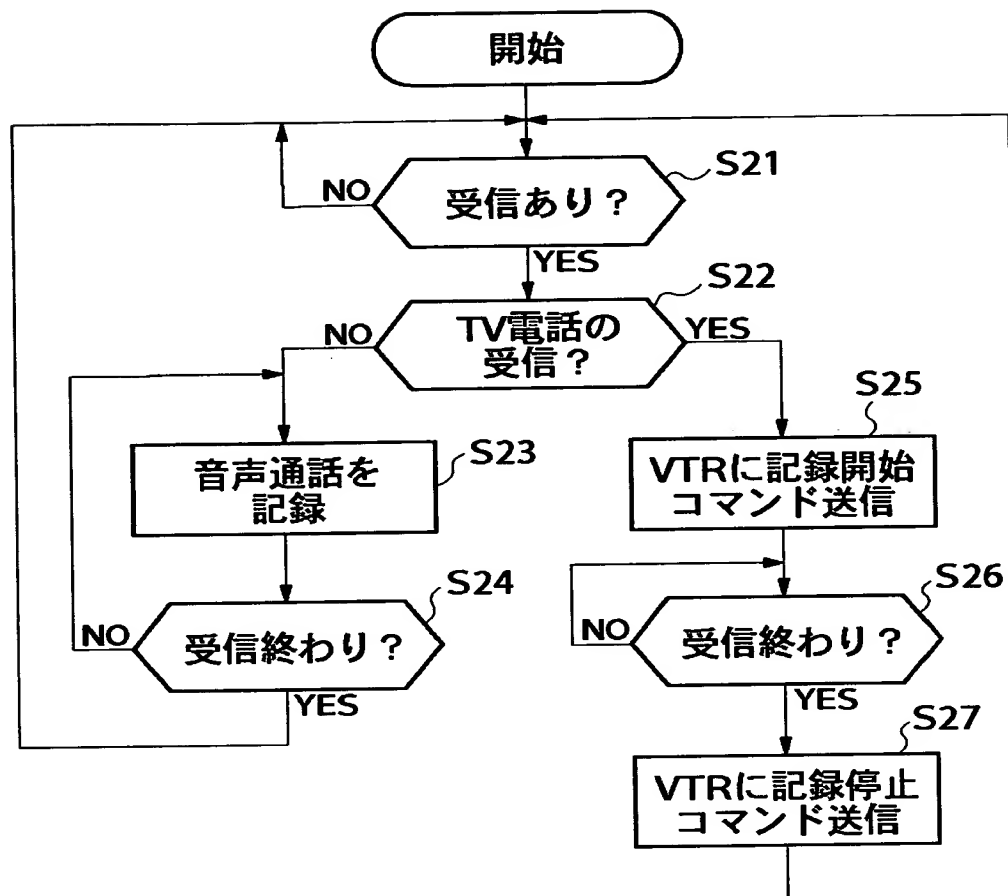 開始
S21
受信あり？
NO
YES
S22
TV電話の
受信？
NO
YES
S23
音声通話を
記録
S25
VTRに記録開始
コマンド送信
S24
受信終わり？
NO
YES
S26
受信終わり？
NO
YES
S27
VTRに記録停止
コマンド送信